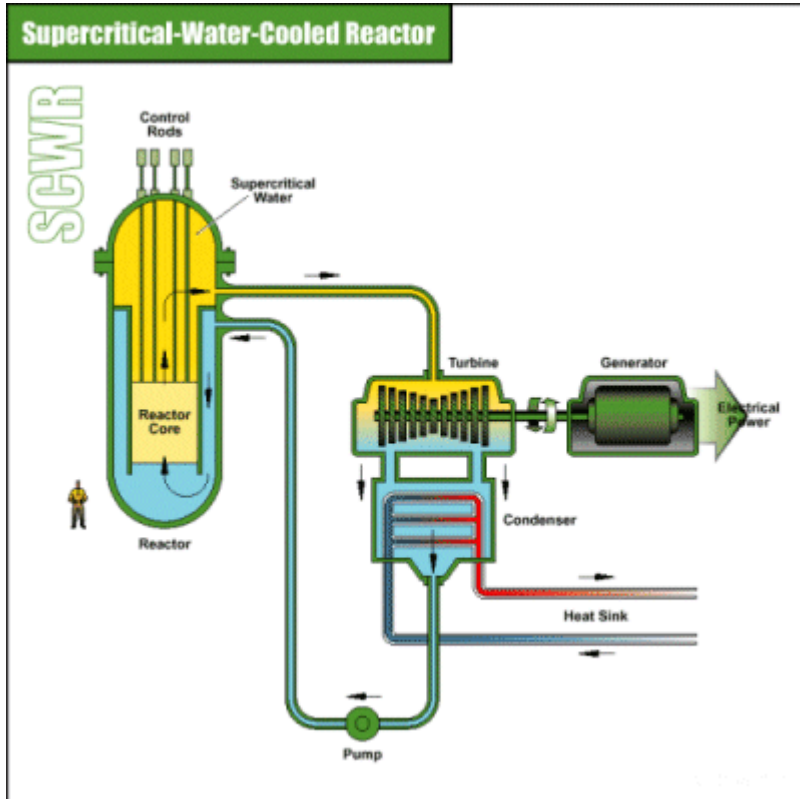 Supercritical-Water-Cooled Reactor
SCWR
Control
Rods
Supercritical
Water
Turbine
Generator
Electrical
Power
Reactor
Core
Condenser
Reactor
Heat Sink
Pump